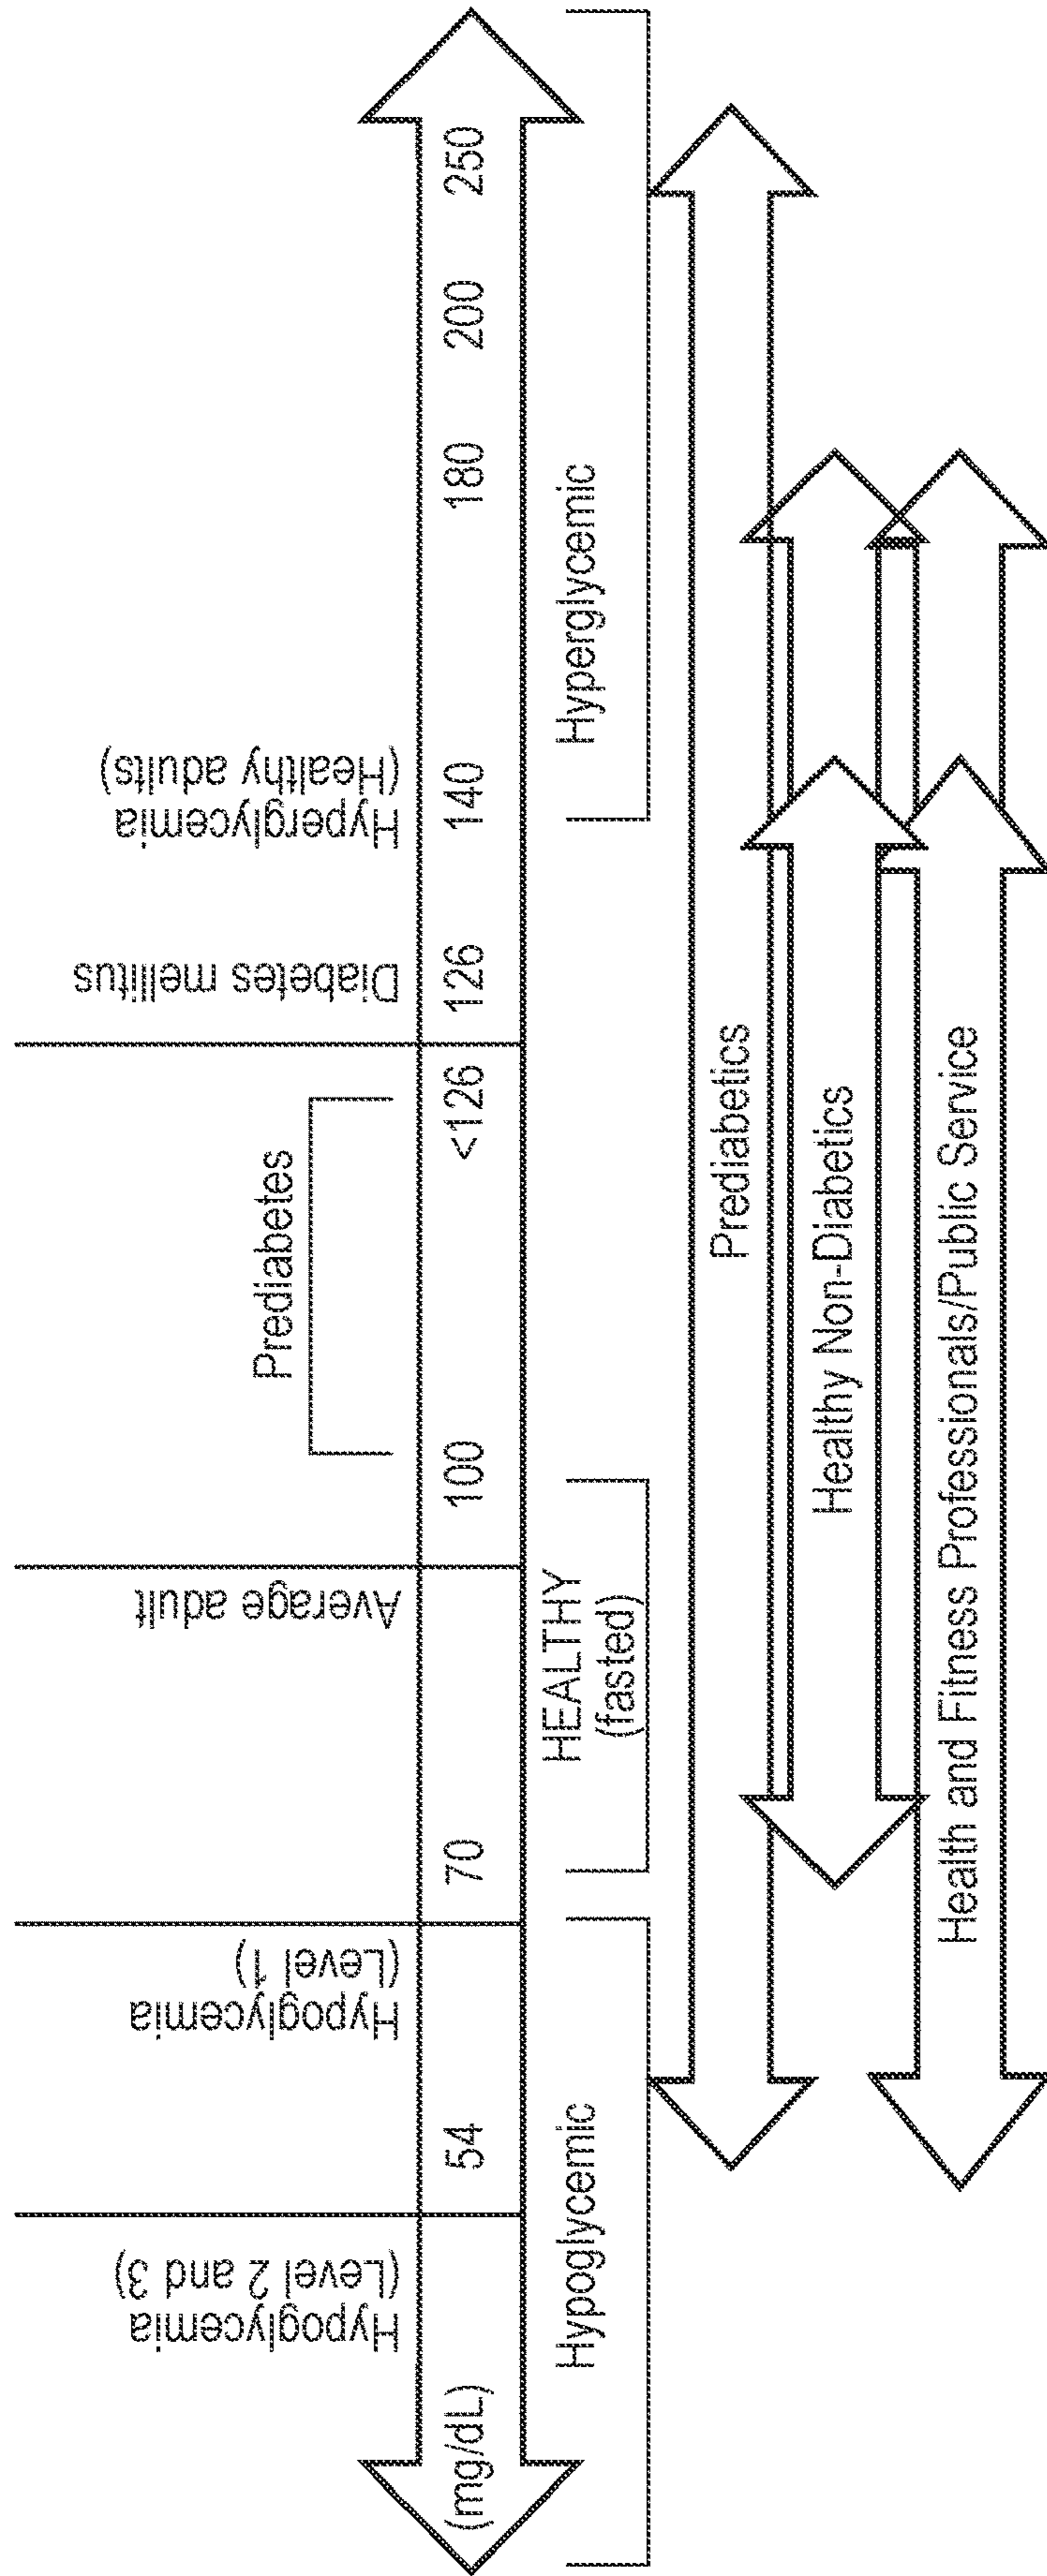 Hypoglycemia
(Level 2 and 3)
Hypoglycemia
(Level 1)
Average adult
Prediabetes
Diabetes mellitus
Hyperglycemia
(Healthy adults)
(mg/dL) 54 70 100 <126 126 140 180 200 250
Hypoglycemic
HEALTHY
(fasted)
Hyperglycemic
Prediabetics
Healthy Non-Diabetics
Health and Fitness Professionals/Public Service